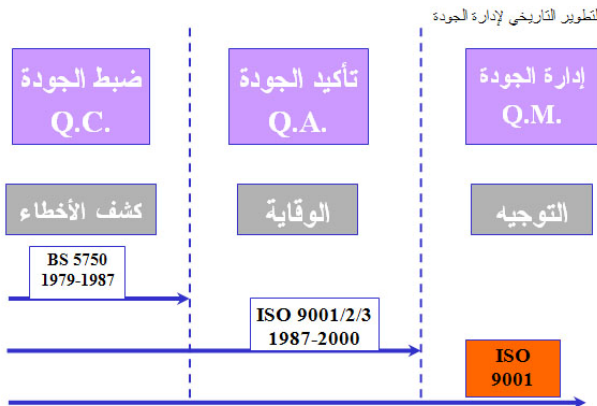 التطوير التاريخي لإدارة الجودة
إدارة الجودة
Q.M.
تأكيد الجودة
Q.A.
ضبط الجودة
Q.C.
التوجيه
الوقاية
كشف الأخطاء
BS 5750
1979-1987
ISO 9001/2/3
1987-2000
ISO
9001